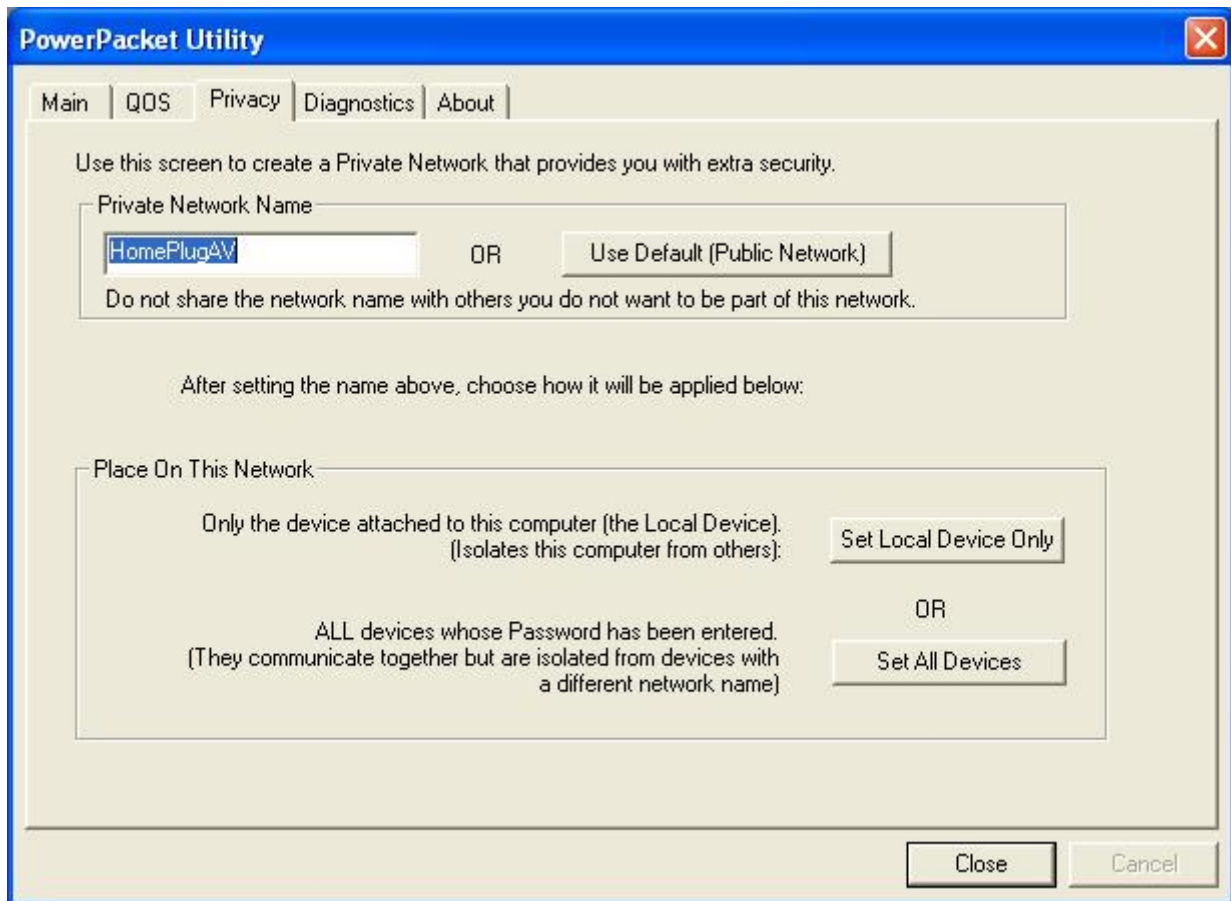 PowerPacket Utility
Main QOS Privacy Diagnostics About
Use this screen to create a Private Network that provides you with extra security.
Private Network Name
HomePlugAV OR Use Default (Public Network)
Do not share the network name with others you do not want to be part of this network.
After setting the name above, choose how it will be applied below:
Place On This Network
Only the device attached to this computer (the Local Device).
(Isolates this computer from others):
Set Local Device Only
OR
ALL devices whose Password has been entered.
(They communicate together but are isolated from devices with
a different network name)
Set All Devices
Close Cancel